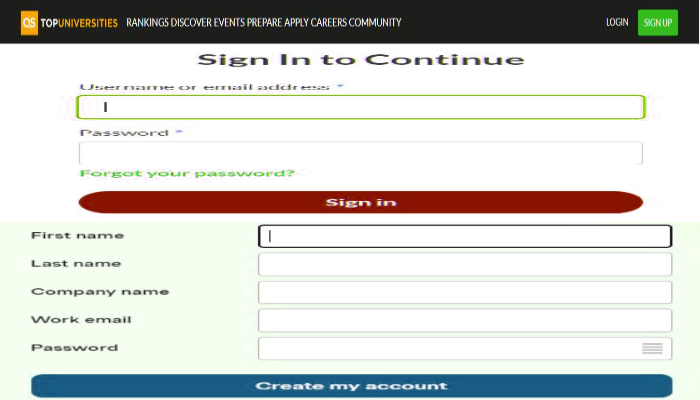 QS TOPUNIVERSITIES RANKINGS DISCOVER EVENTS PREPARE APPLY CAREERS COMMUNITY LOGIN SIGN UP
Sign In to Continue
Username or email address *
Password *
Forgot your password?
Sign in
First name
Last name
Company name
Work email
Password
Create my account